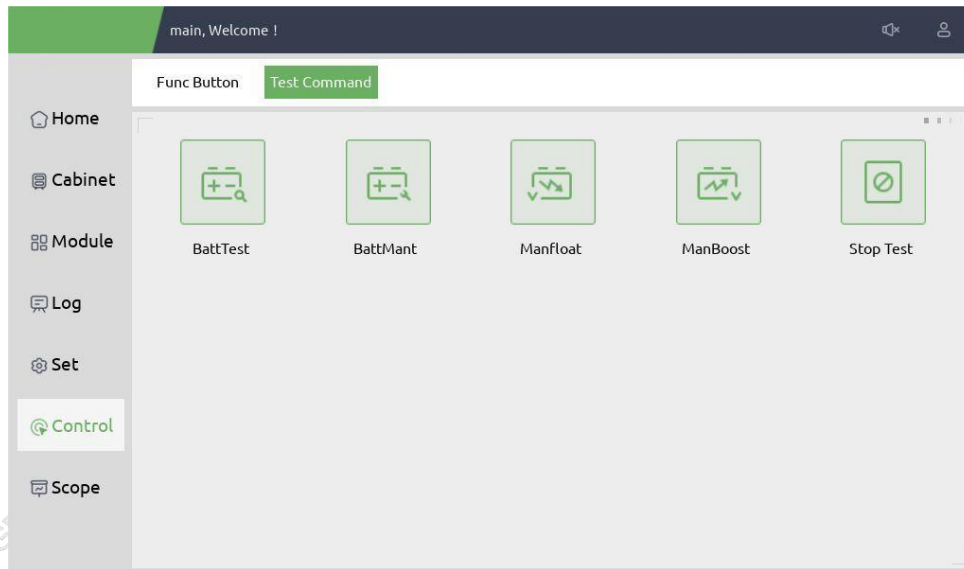 main, Welcome !
Func Button Test Command
Home
Cabinet
Module
Log
Set
Control
Scope
BattTest BattMant Manfloat ManBoost Stop Test